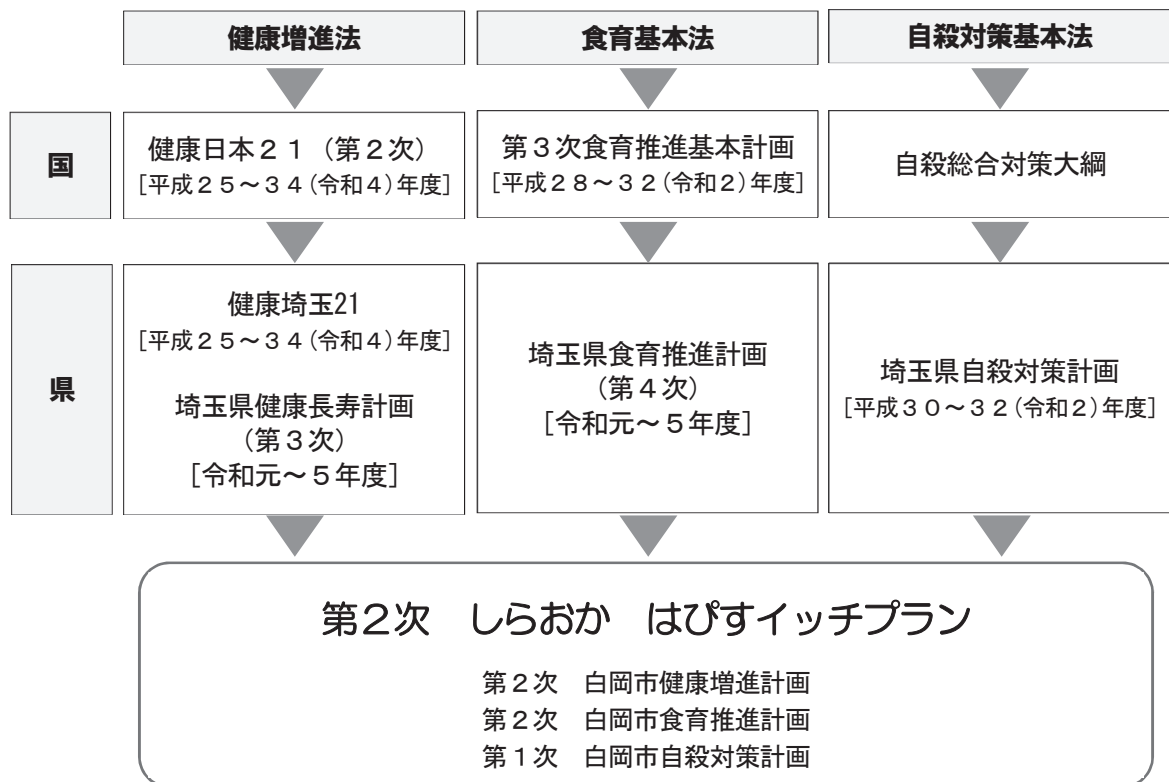 健康増進法
食育基本法
自殺対策基本法
国
健康日本２１（第２次）
［平成２５～３４(令和４)年度］
第３次食育推進基本計画
［平成２８～３２(令和２)年度］
自殺総合対策大綱
県
健康埼玉21
［平成２５～３４(令和４)年度］
埼玉県健康長寿計画
（第３次）
［令和元～５年度］
埼玉県食育推進計画
（第４次）
［令和元～５年度］
埼玉県自殺対策計画
［平成３０～３２(令和２)年度］
第２次　しらおか　はぴすイッチプラン
第２次　白岡市健康増進計画
第２次　白岡市食育推進計画
第１次　白岡市自殺対策計画